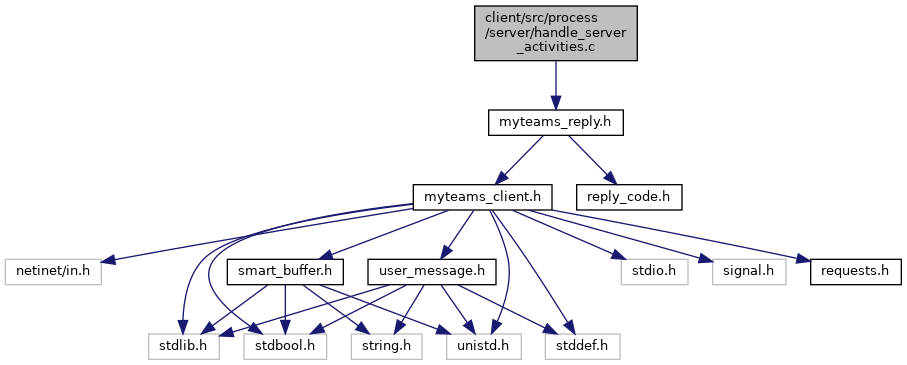 client/src/process
/server/handle_server
_activities.c
myteams_reply.h
myteams_client.h
reply_code.h
netinet/in.h
smart_buffer.h
user_message.h
stdio.h
signal.h
requests.h
stdlib.h
stdbool.h
string.h
unistd.h
stddef.h